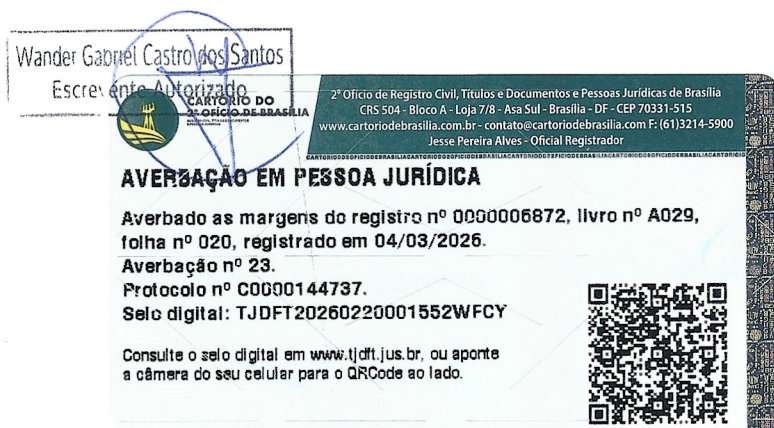 Wander Gabriel Castro dos Santos
Escrevente Autorizado
CARTÓRIO DO
2º OFÍCIO DE BRASÍLIA
2º Ofício de Registro Civil, Títulos e Documentos e Pessoas Jurídicas de Brasília
CRS 504 - Bloco A - Loja 7/8 - Asa Sul - Brasília - DF - CEP 70331-515
www.cartoriodebrasilia.com.br - contato@cartoriodebrasilia.com F: (61)3214-5900
Jesse Pereira Alves - Oficial Registrador
AVERBAÇÃO EM PESSOA JURÍDICA
Averbado as margens do registro nº 0000006872, livro nº A029,
folha nº 020, registrado em 04/03/2026.
Averbação nº 23.
Protocolo nº C0000144737.
Selo digital: TJDFT20260220001552WFCY
Consulte o selo digital em www.tjdft.jus.br, ou aponte
a câmera do seu celular para o QRCode ao lado.